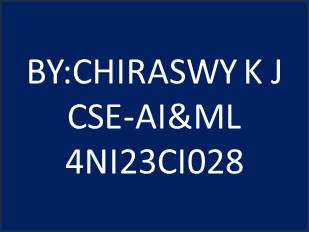 BY:CHIRASWY K J
CSE-AI&ML
4NI23CI028